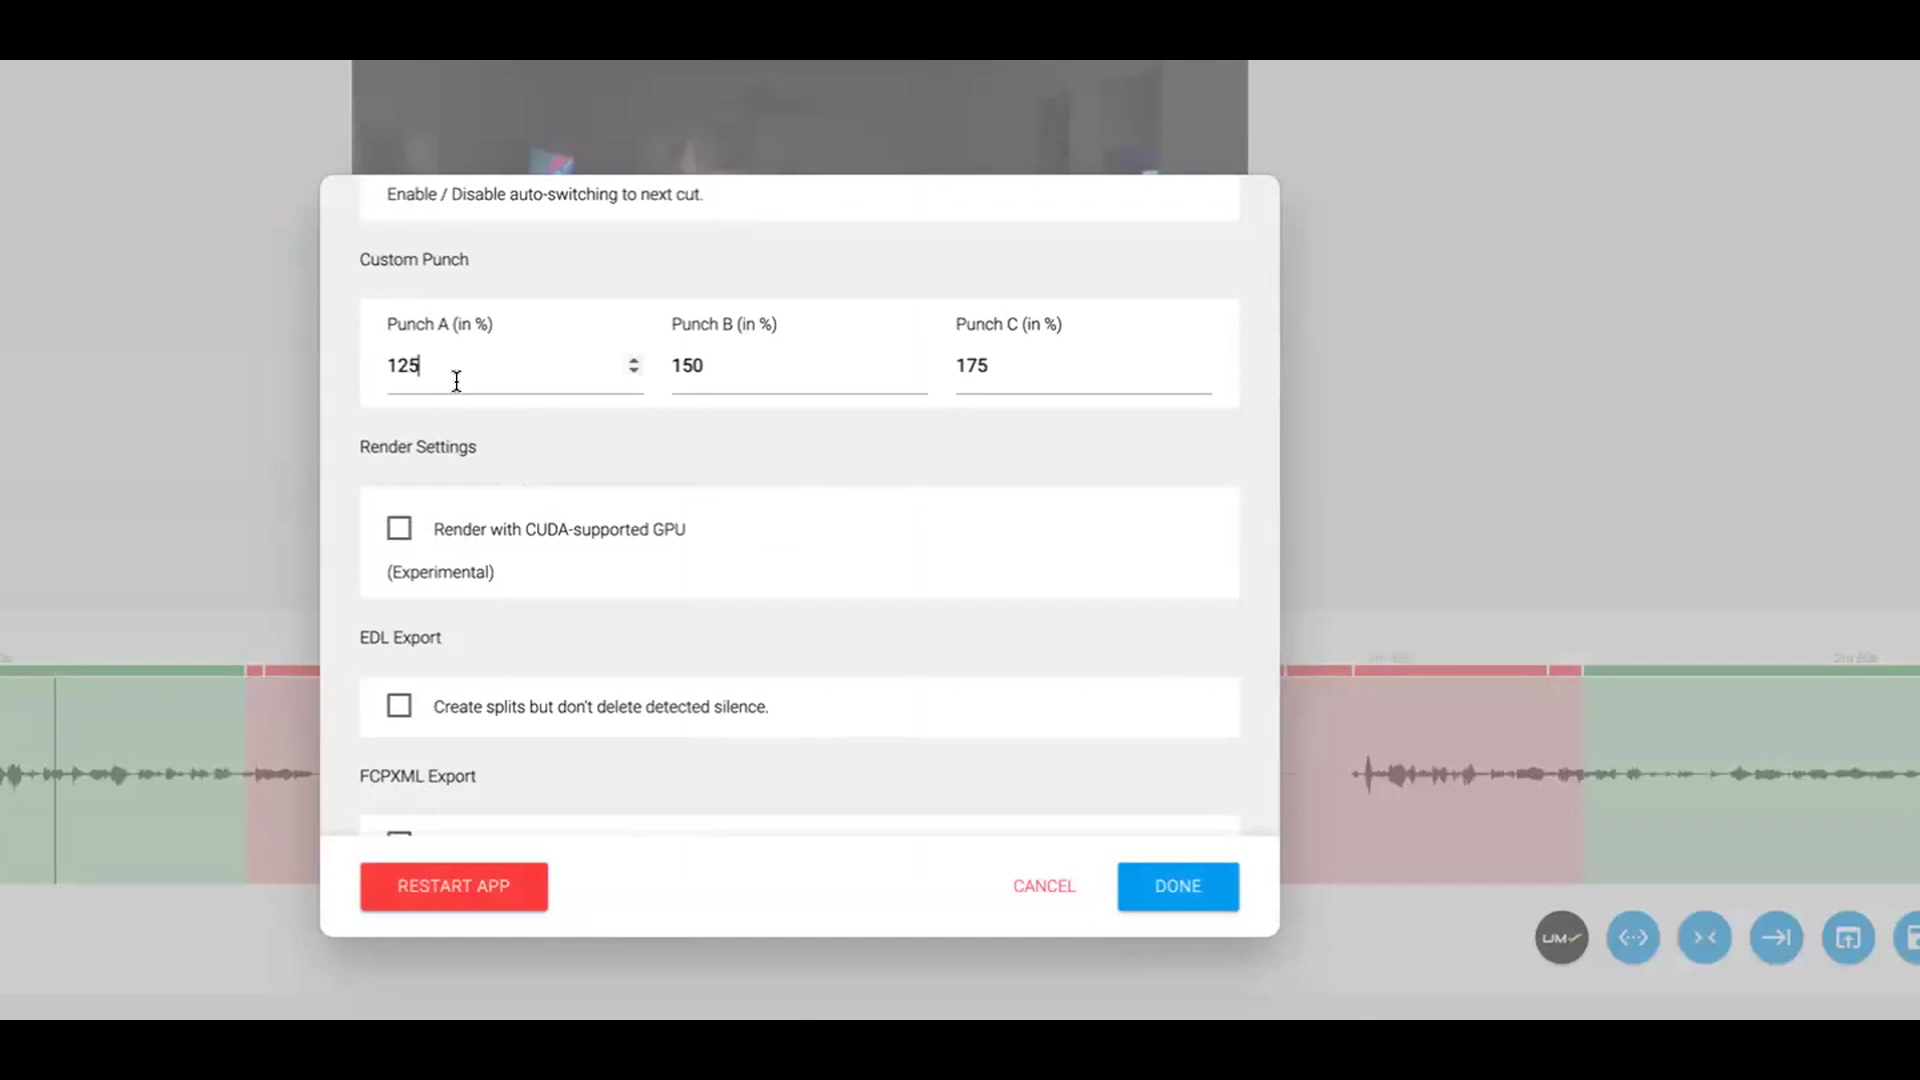 Enable / Disable auto-switching to next cut.
Custom Punch
Punch A (in %)
Punch B (in %)
Punch C (in %)
125
150
175
Render Settings
Render with CUDA-supported GPU
(Experimental)
EDL Export
Create splits but don't delete detected silence.
FCPXML Export
RESTART APP
CANCEL
DONE